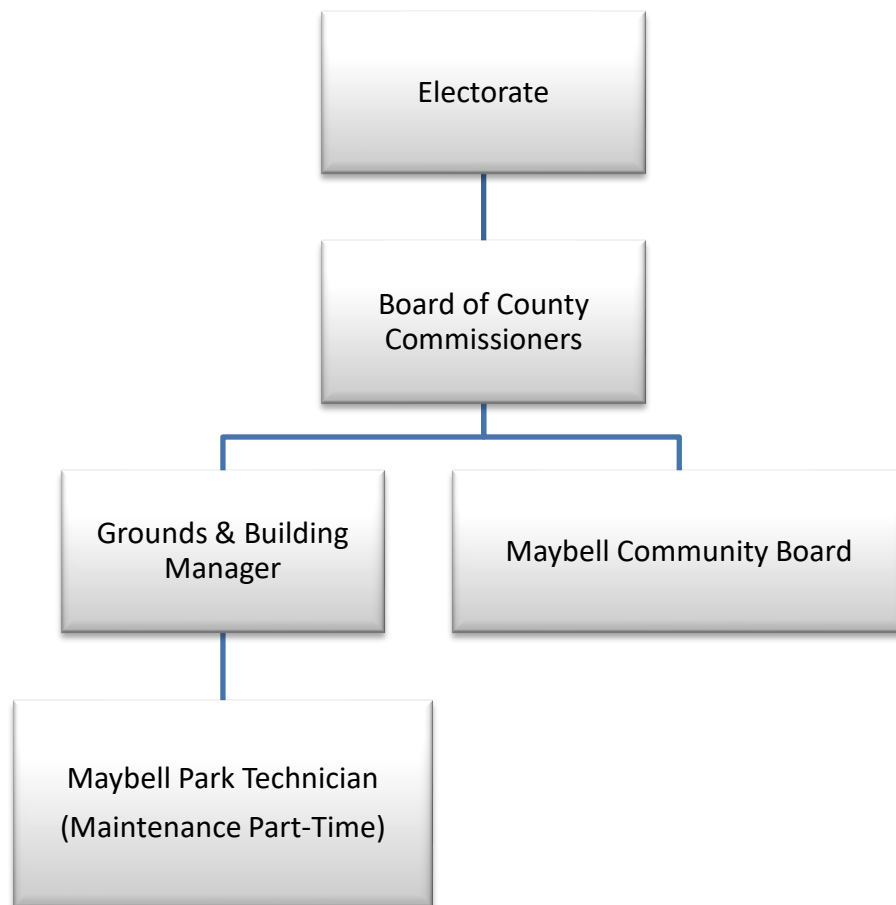 Electorate
Board of County
Commissioners
Grounds & Building
Manager
Maybell Community Board
Maybell Park Technician
(Maintenance Part-Time)